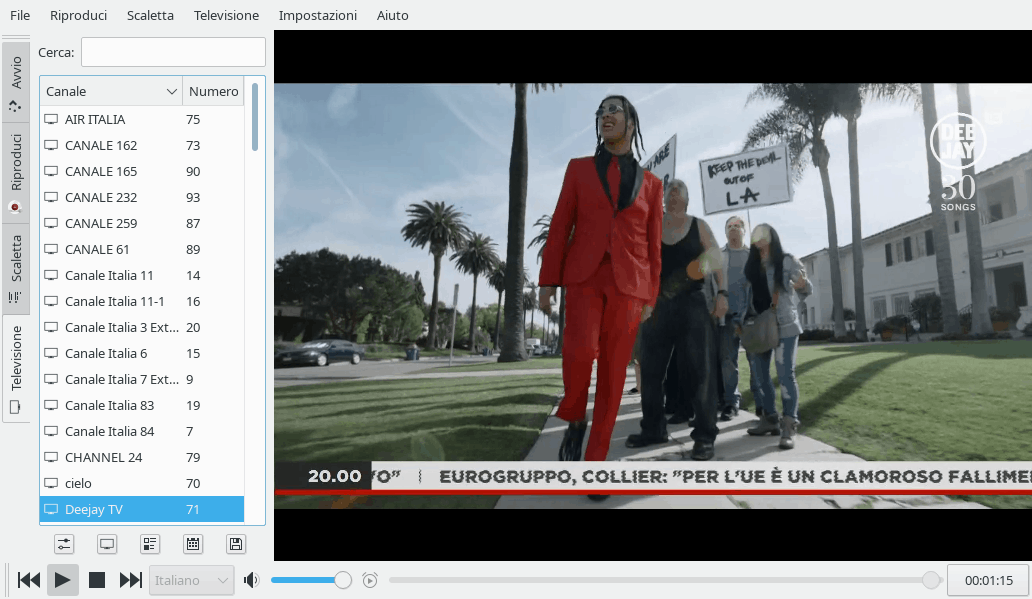 File Riproduci Scaletta Televisione Impostazioni Aiuto
Cerca:
Avvio
Riproduci
Scaletta
Televisione
Canale Numero
AIR ITALIA 75
CANALE 162 73
CANALE 165 90
CANALE 232 93
CANALE 259 87
CANALE 61 89
Canale Italia 11 14
Canale Italia 11-1 16
Canale Italia 3 Ext... 20
Canale Italia 6 15
Canale Italia 7 Ext... 9
Canale Italia 83 19
Canale Italia 84 7
CHANNEL 24 79
cielo 70
Deejay TV 71
DEE
JAY
30
SONGS
ARE
KEEP THE DEVIL
OUT OF
LA
20.00 O” EUROGRUPPO, COLLIER: “PER L'UE È UN CLAMOROSO FALLIME
Italiano
00:01:15